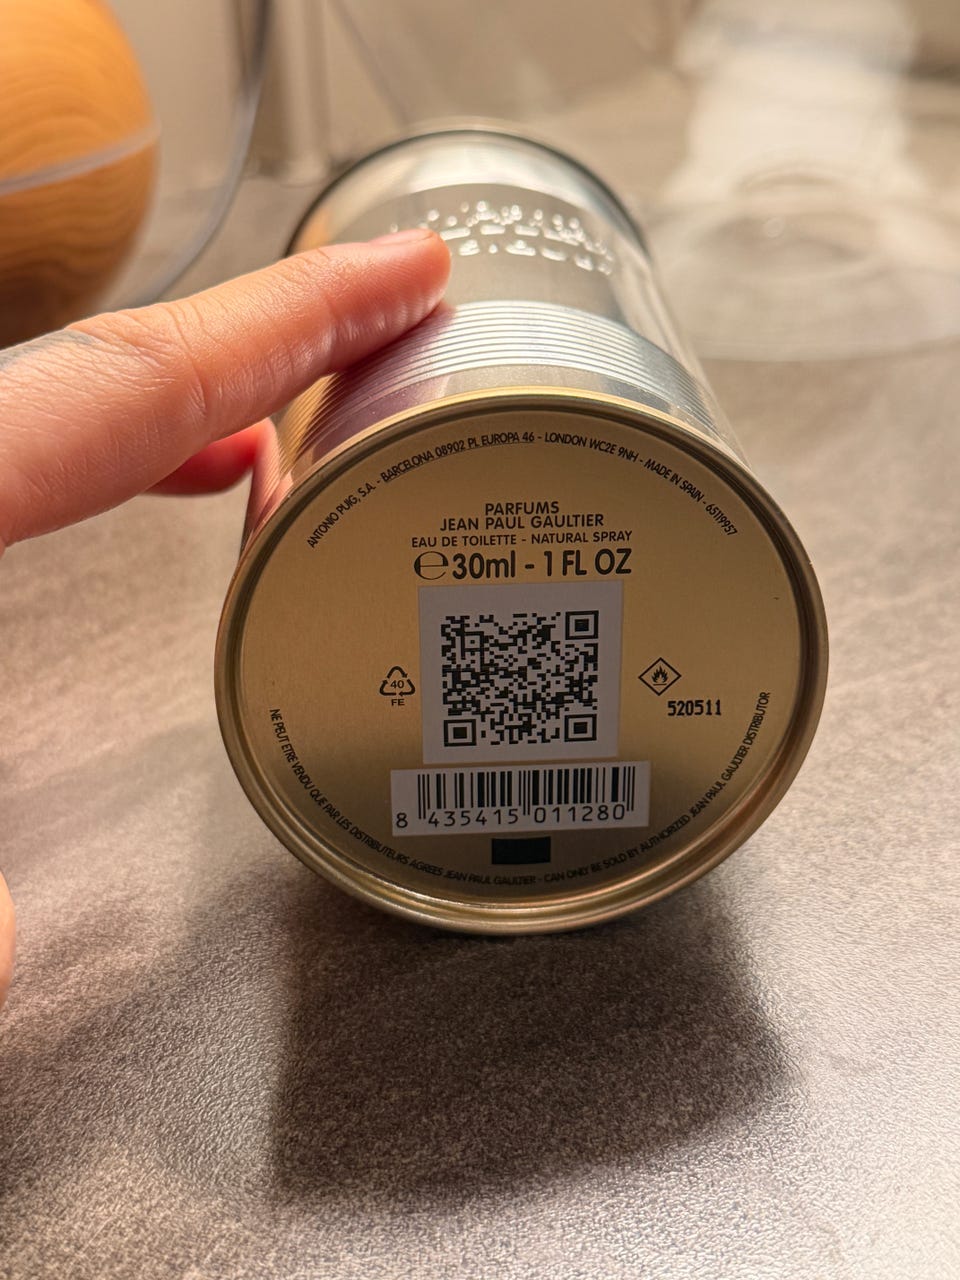 ANTONIO PUIG, S.A. - BARCELONA 08902 PL EUROPA 46 - LONDON WC2E 9NH - MADE IN SPAIN - 65119957
PARFUMS
JEAN PAUL GAULTIER
EAU DE TOILETTE - NATURAL SPRAY
℮30ml - 1 FL OZ
40
FE
520511
8 435415 011280
NE PEUT ETRE VENDU QUE PAR LES DISTRIBUTEURS AGREES JEAN PAUL GAULTIER - CAN ONLY BE SOLD BY AUTHORIZED JEAN PAUL GAULTIER DISTRIBUTOR